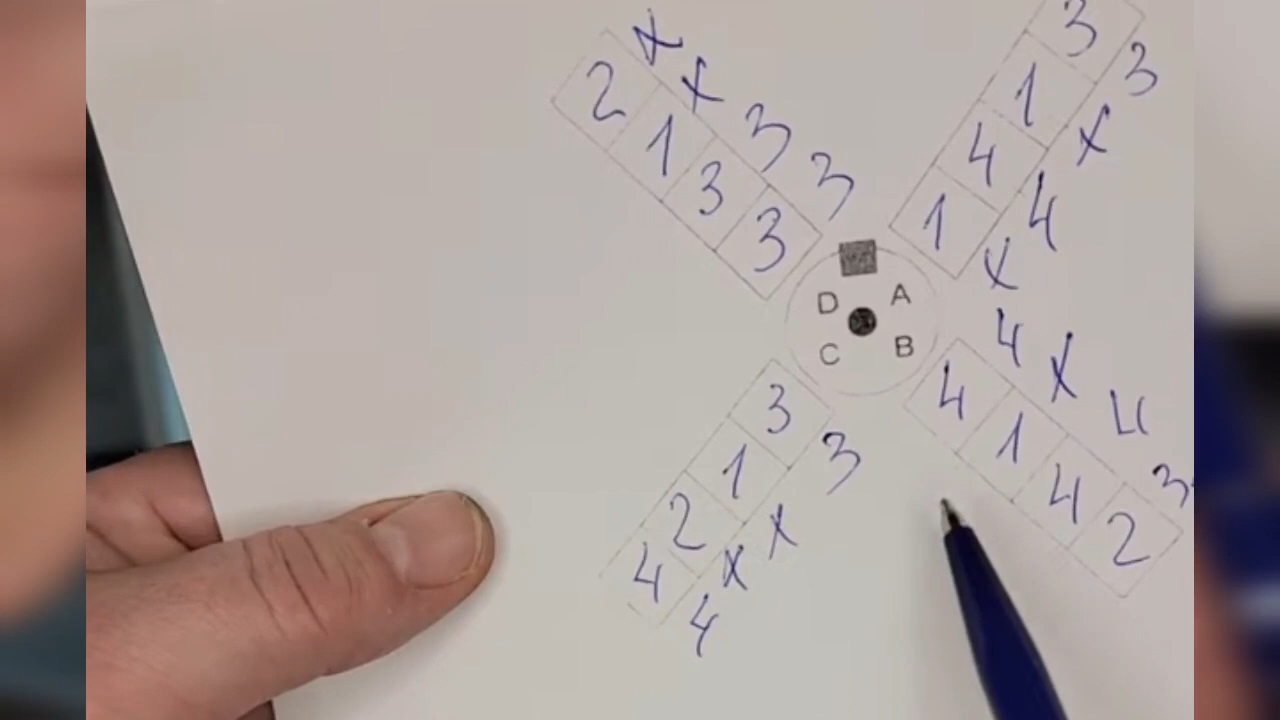 x x 3 3
2 1 3 3
3 1 4 1
3 x 4 x
D A
C B
4 x 4 3
4 1 4 2
3 1 2 4
3 x x 4